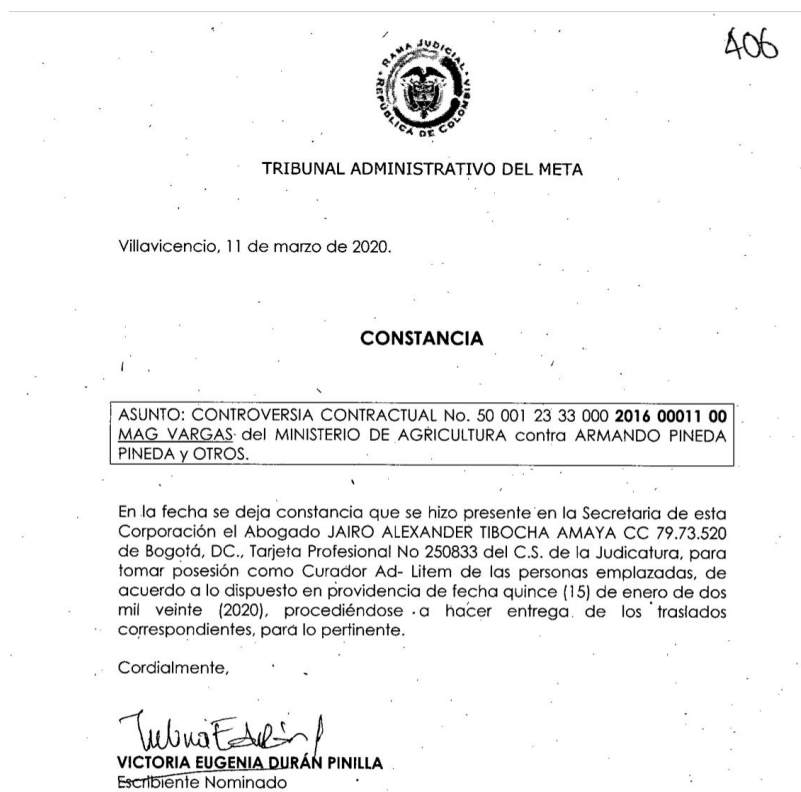 406
RAMA JUDICIAL
REPÚBLICA DE COLOMBIA
TRIBUNAL ADMINISTRATIVO DEL META
Villavicencio, 11 de marzo de 2020.
CONSTANCIA
ASUNTO: CONTROVERSIA CONTRACTUAL No. 50 001 23 33 000 2016 00011 00
MAG VARGAS del MINISTERIO DE AGRICULTURA contra ARMANDO PINEDA
PINEDA y OTROS.
En la fecha se deja constancia que se hizo presente en la Secretaria de esta
Corporación el Abogado JAIRO ALEXANDER TIBOCHA AMAYA CC 79.73.520
de Bogotá, DC., Tarjeta Profesional No 250833 del C.S. de la Judicatura, para
tomar posesión como Curador Ad- Litem de las personas emplazadas, de
acuerdo a lo dispuesto en providencia de fecha quince (15) de enero de dos
mil veinte (2020), procediéndose a hacer entrega de los traslados
correspondientes, para lo pertinente.
Cordialmente,
VICTORIA EUGENIA DURÁN PINILLA
Escribiente Nominado